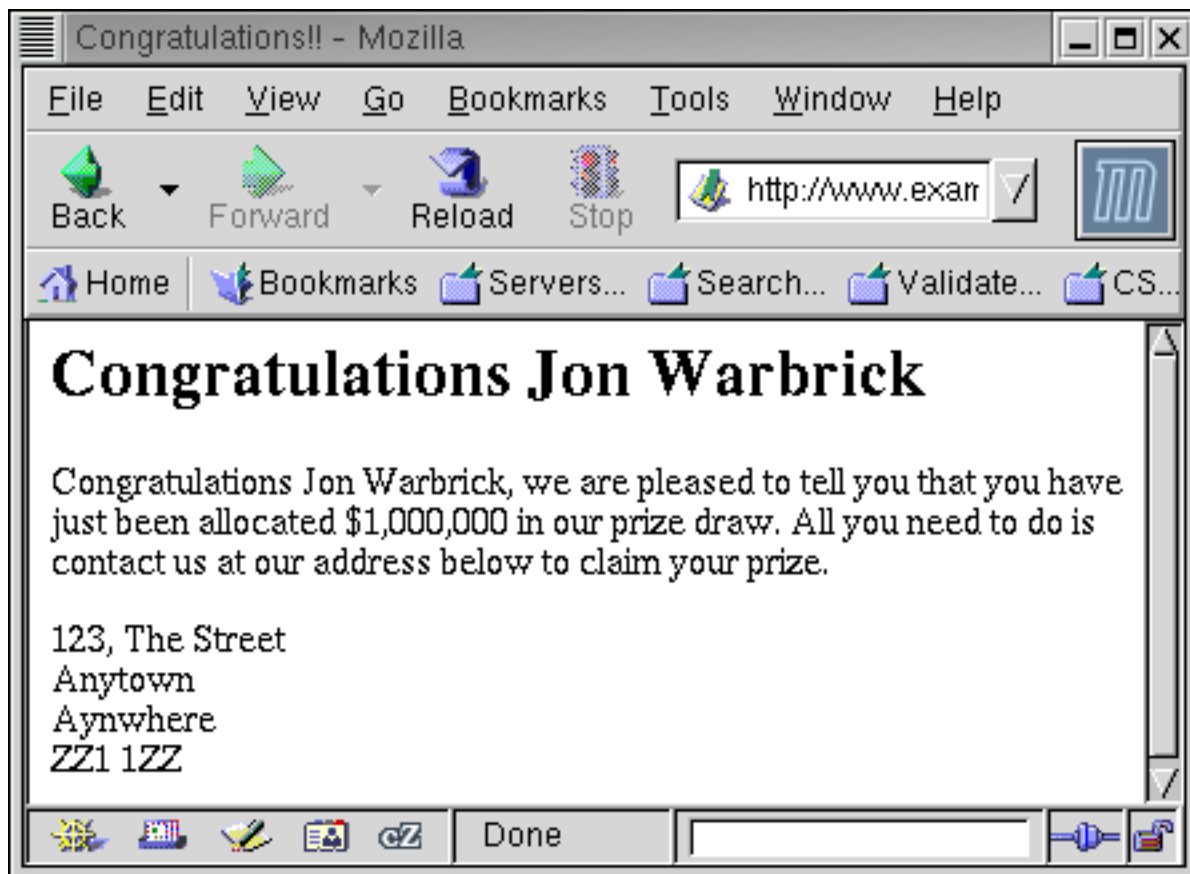 Congratulations!! - Mozilla
File Edit View Go Bookmarks Tools Window Help
Back Forward Reload Stop http://www.exam
Home Bookmarks Servers... Search... Validate... CS...
Congratulations Jon Warbrick
Congratulations Jon Warbrick, we are pleased to tell you that you have
just been allocated $1,000,000 in our prize draw. All you need to do is
contact us at our address below to claim your prize.
123, The Street
Anytown
Aynwhere
ZZ1 1ZZ
cZ Done